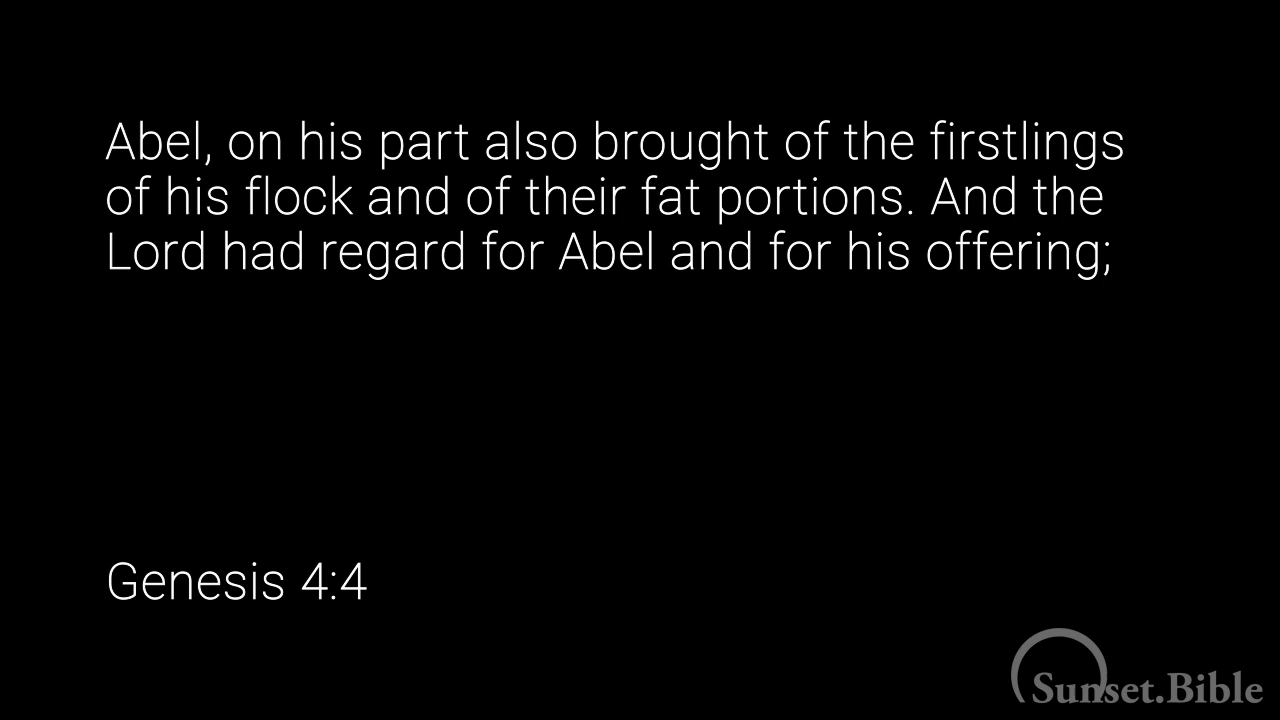 Abel, on his part also brought of the firstlings
of his flock and of their fat portions. And the
Lord had regard for Abel and for his offering;
Genesis 4:4
Sunset.Bible